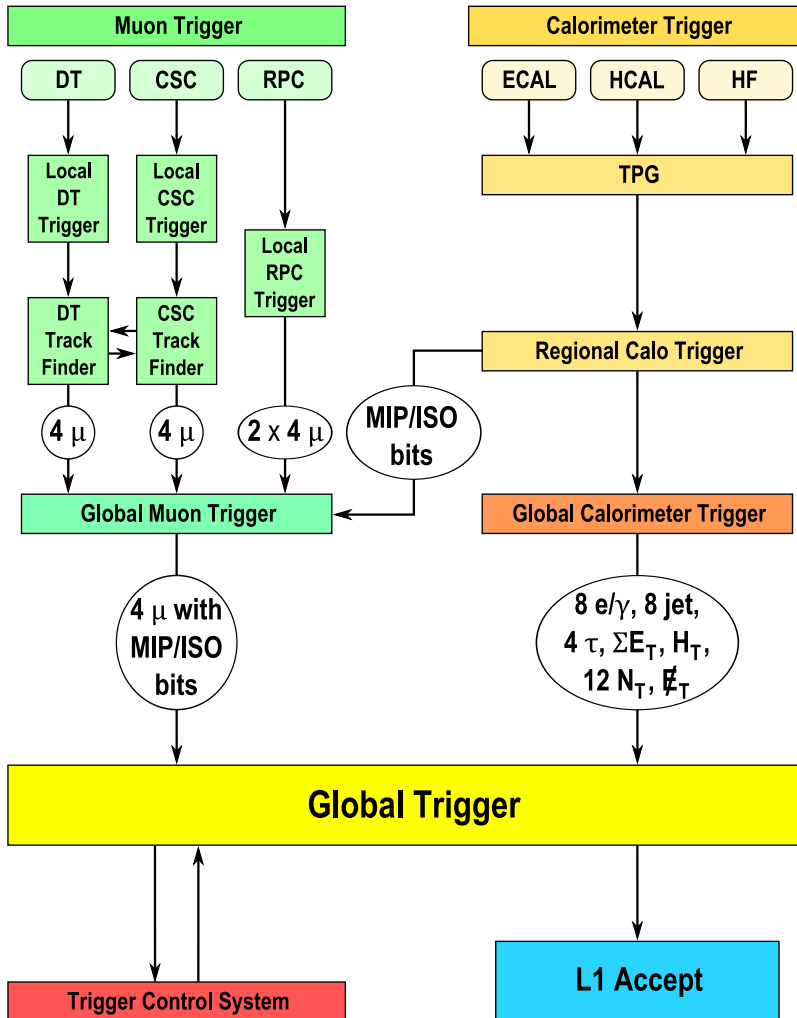 Muon Trigger
Calorimeter Trigger
DT
CSC
RPC
ECAL
HCAL
HF
Local
DT
Trigger
Local
CSC
Trigger
TPG
Local
RPC
Trigger
DT
Track
Finder
CSC
Track
Finder
Regional Calo Trigger
4 μ
4 μ
2 x 4 μ
MIP/ISO
bits
Global Muon Trigger
Global Calorimeter Trigger
4 μ with
MIP/ISO
bits
8 e/γ, 8 jet,
4 τ, ΣE_T, H_T,
12 N_T, E̸_T
Global Trigger
Trigger Control System
L1 Accept